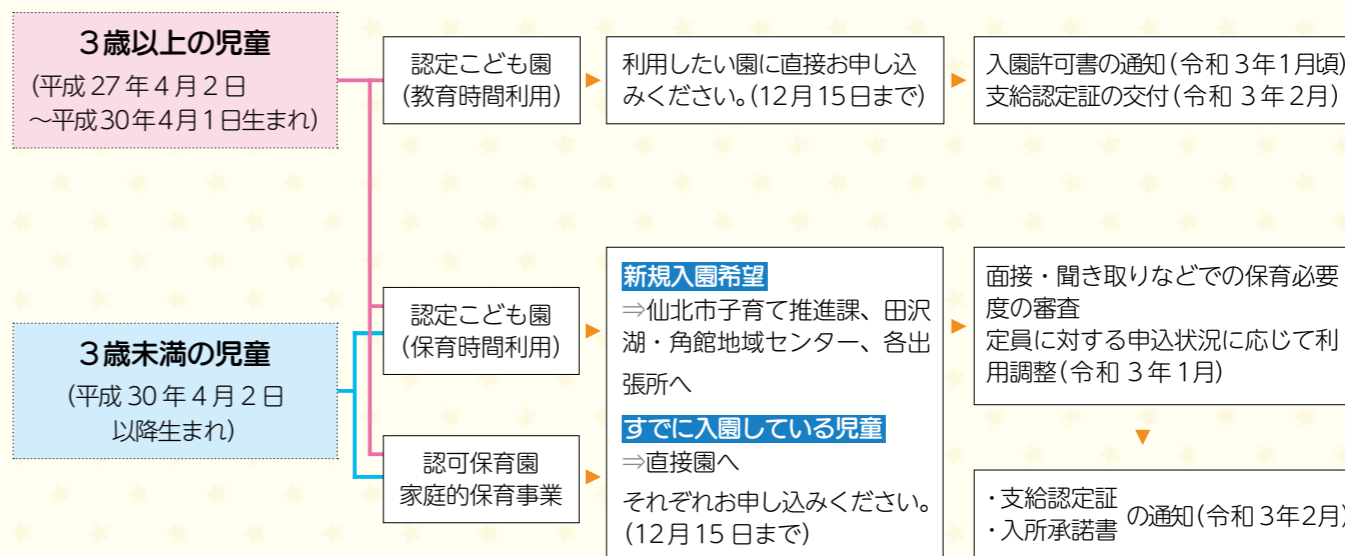 3歳以上の児童
(平成27年4月2日
～平成30年4月1日生まれ)
認定こども園
(教育時間利用)
利用したい園に直接お申し込
みください。(12月15日まで)
入園許可書の通知(令和3年1月頃)
支給認定証の交付(令和3年2月)
3歳未満の児童
(平成30年4月2日
以降生まれ)
認定こども園
(保育時間利用)
認可保育園
家庭的保育事業
新規入園希望
⇒仙北市子育て推進課、田沢
湖・角館地域センター、各出
張所へ
すでに入園している児童
⇒直接園へ
それぞれお申し込みください。
(12月15日まで)
面接・聞き取りなどでの保育必要
度の審査
定員に対する申込状況に応じて利
用調整(令和3年1月)
・支給認定証
・入所承諾書
の通知(令和3年2月)